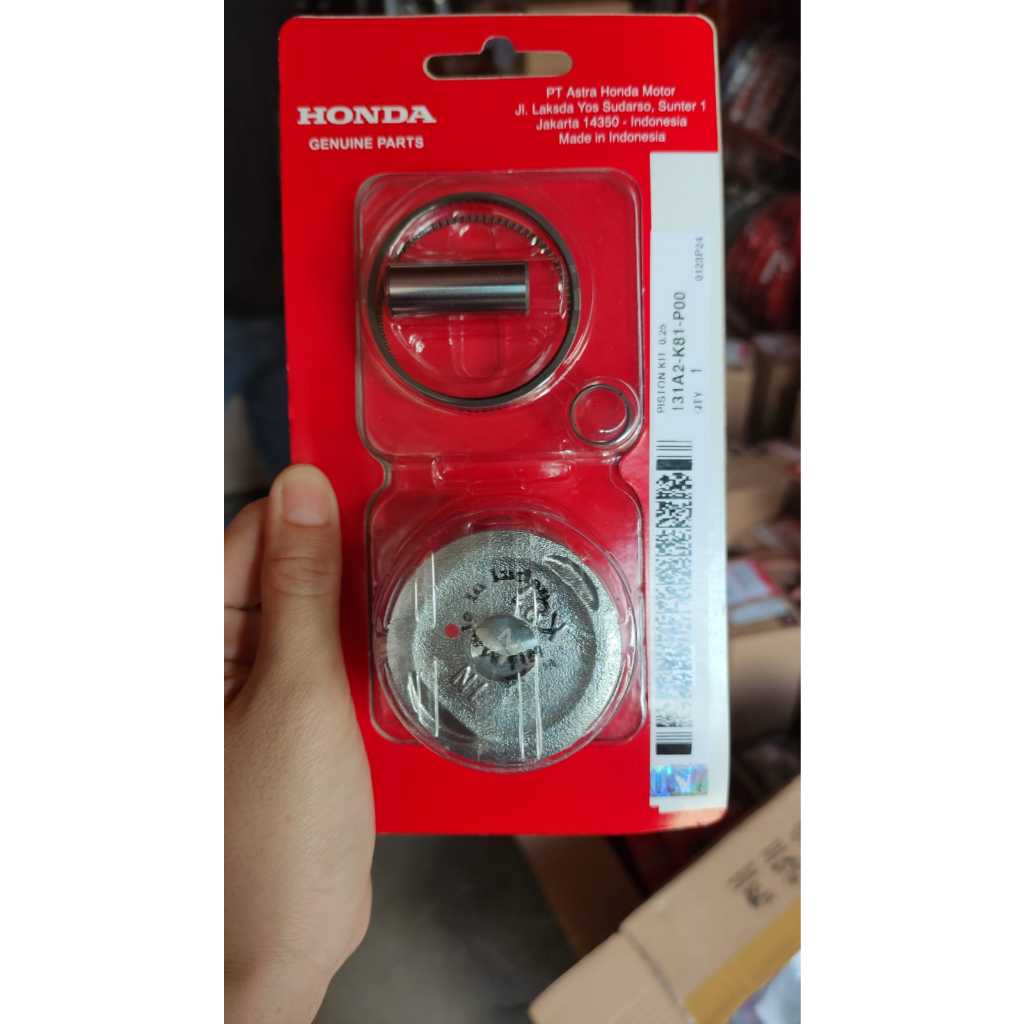 HONDA
GENUINE PARTS
PT Astra Honda Motor
Jl. Laksda Yos Sudarso, Sunter 1
Jakarta 14350 - Indonesia
Made in Indonesia
PISTON KIT 0.25
131A2-K81-P00
QTY 1
0123P24
IN